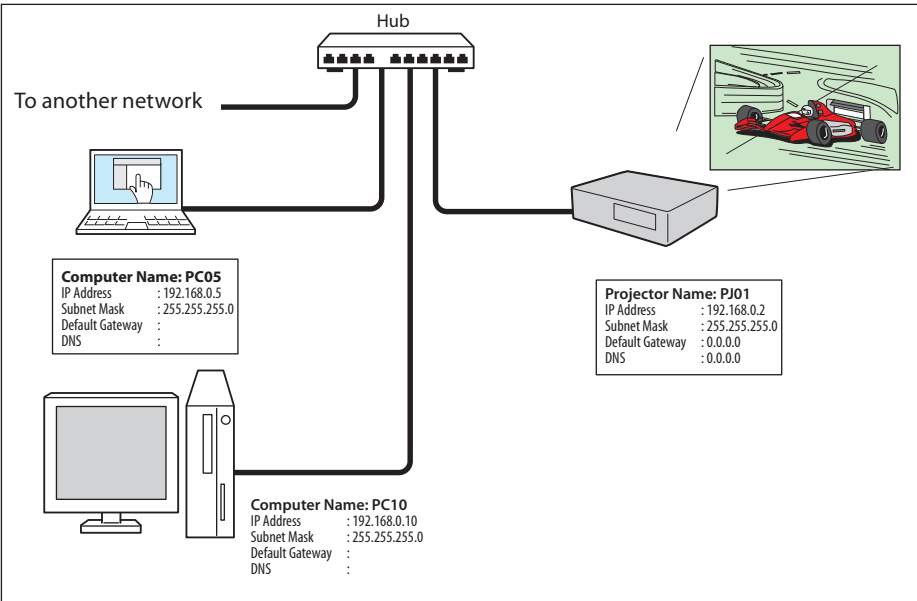 Hub
To another network
Computer Name: PC05
IP Address : 192.168.0.5
Subnet Mask : 255.255.255.0
Default Gateway :
DNS :
Projector Name: PJ01
IP Address : 192.168.0.2
Subnet Mask : 255.255.255.0
Default Gateway : 0.0.0.0
DNS : 0.0.0.0
Computer Name: PC10
IP Address : 192.168.0.10
Subnet Mask : 255.255.255.0
Default Gateway :
DNS :